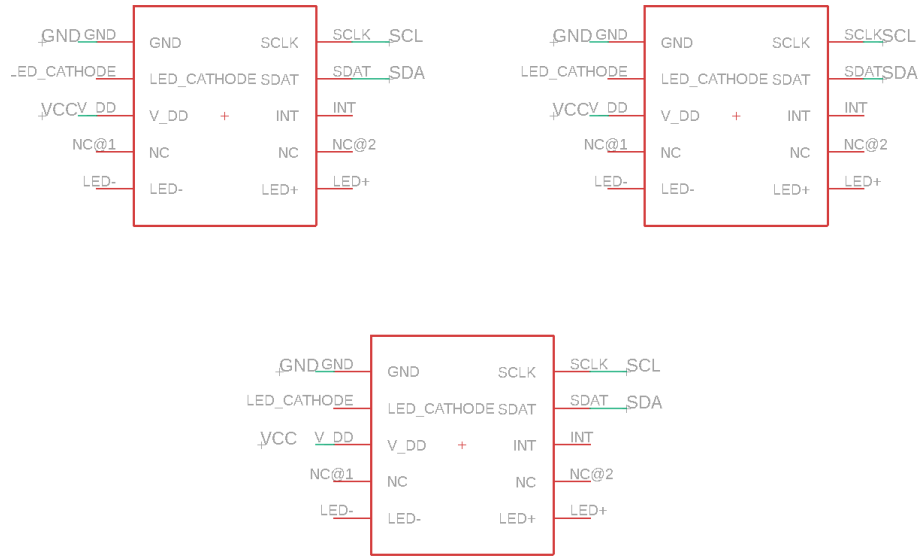 GND GND GND SCLK SCLK SCL
LED_CATHODE LED_CATHODE SDAT SDAT SDA
VCC V_DD V_DD INT INT
NC@1 NC NC NC@2
LED- LED- LED+ LED+
GND GND GND SCLK SCLK SCL
LED_CATHODE LED_CATHODE SDAT SDAT SDA
VCC V_DD V_DD INT INT
NC@1 NC NC NC@2
LED- LED- LED+ LED+
GND GND GND SCLK SCLK SCL
LED_CATHODE LED_CATHODE SDAT SDAT SDA
VCC V_DD V_DD INT INT
NC@1 NC NC NC@2
LED- LED- LED+ LED+